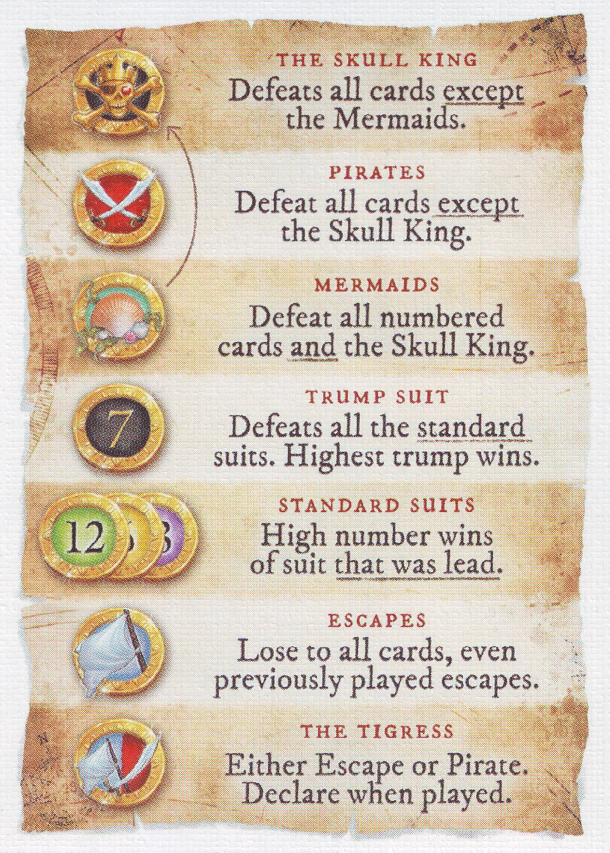 THE SKULL KING
Defeats all cards except
the Mermaids.
PIRATES
Defeat all cards except
the Skull King.
MERMAIDS
Defeat all numbered
cards and the Skull King.
TRUMP SUIT
7
Defeats all the standard
suits. Highest trump wins.
STANDARD SUITS
12
High number wins
of suit that was lead.
ESCAPES
Lose to all cards, even
previously played escapes.
THE TIGRESS
Either Escape or Pirate.
Declare when played.